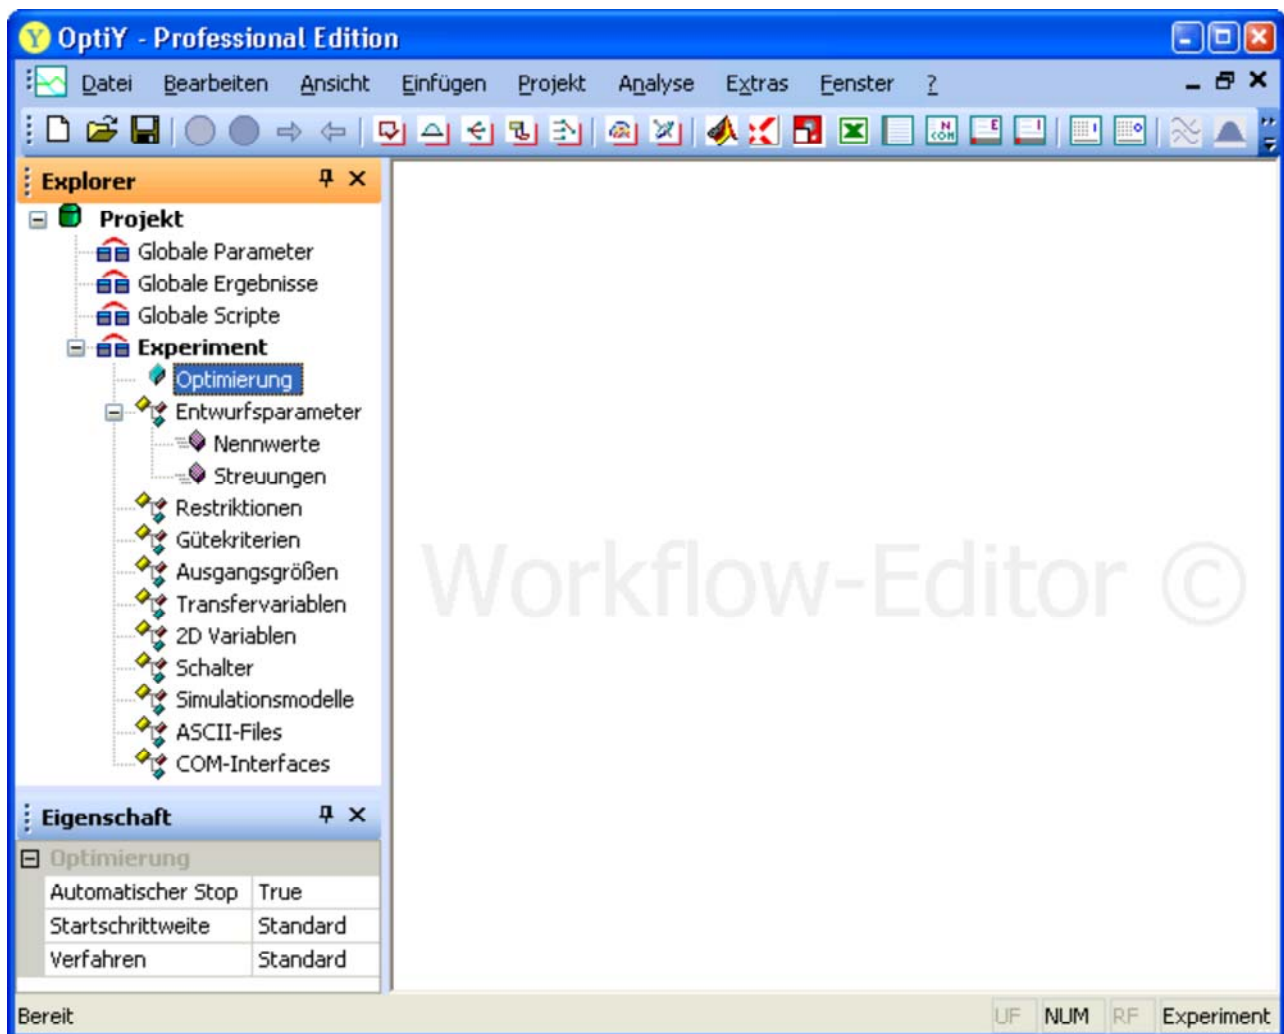 OptiY - Professional Edition
Datei Bearbeiten Ansicht Einfügen Projekt Analyse Extras Fenster ?
Explorer
Projekt
Globale Parameter
Globale Ergebnisse
Globale Scripte
Experiment
Optimierung
Entwurfsparameter
Nennwerte
Streuungen
Restriktionen
Gütekriterien
Ausgangsgrößen
Transfervariablen
2D Variablen
Schalter
Simulationsmodelle
ASCII-Files
COM-Interfaces
Workflow-Editor ©
Eigenschaft
Optimierung
Automatischer Stop True
Startschrittweite Standard
Verfahren Standard
Bereit UF NUM RF Experiment